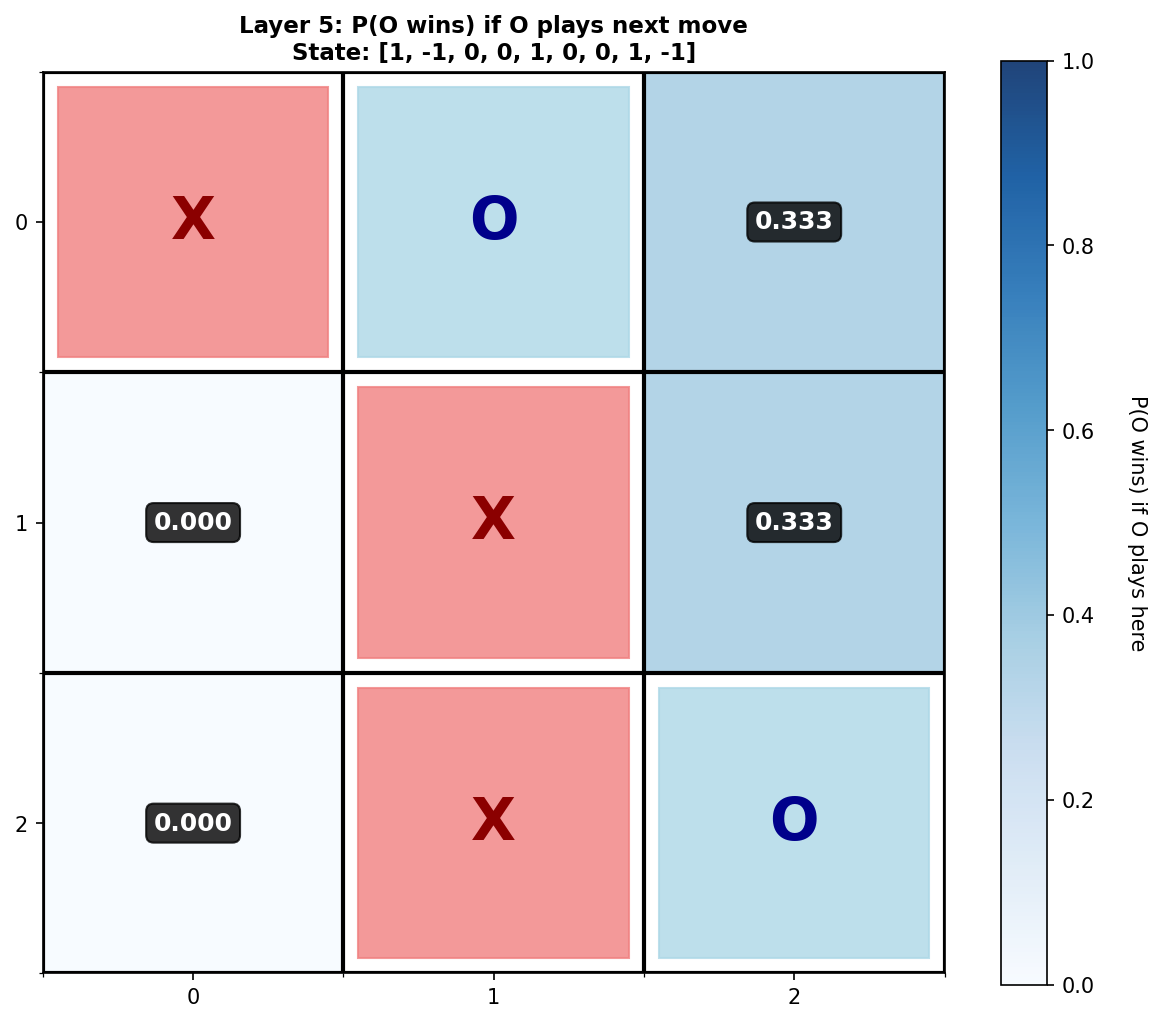 Layer 5: P(O wins) if O plays next move
State: [1, -1, 0, 0, 1, 0, 0, 1, -1]
X
O
0.333
0.000
X
0.333
0.000
X
O
0
1
2
0
1
2
1.0
0.8
0.6
0.4
0.2
0.0
P(O wins) if O plays here